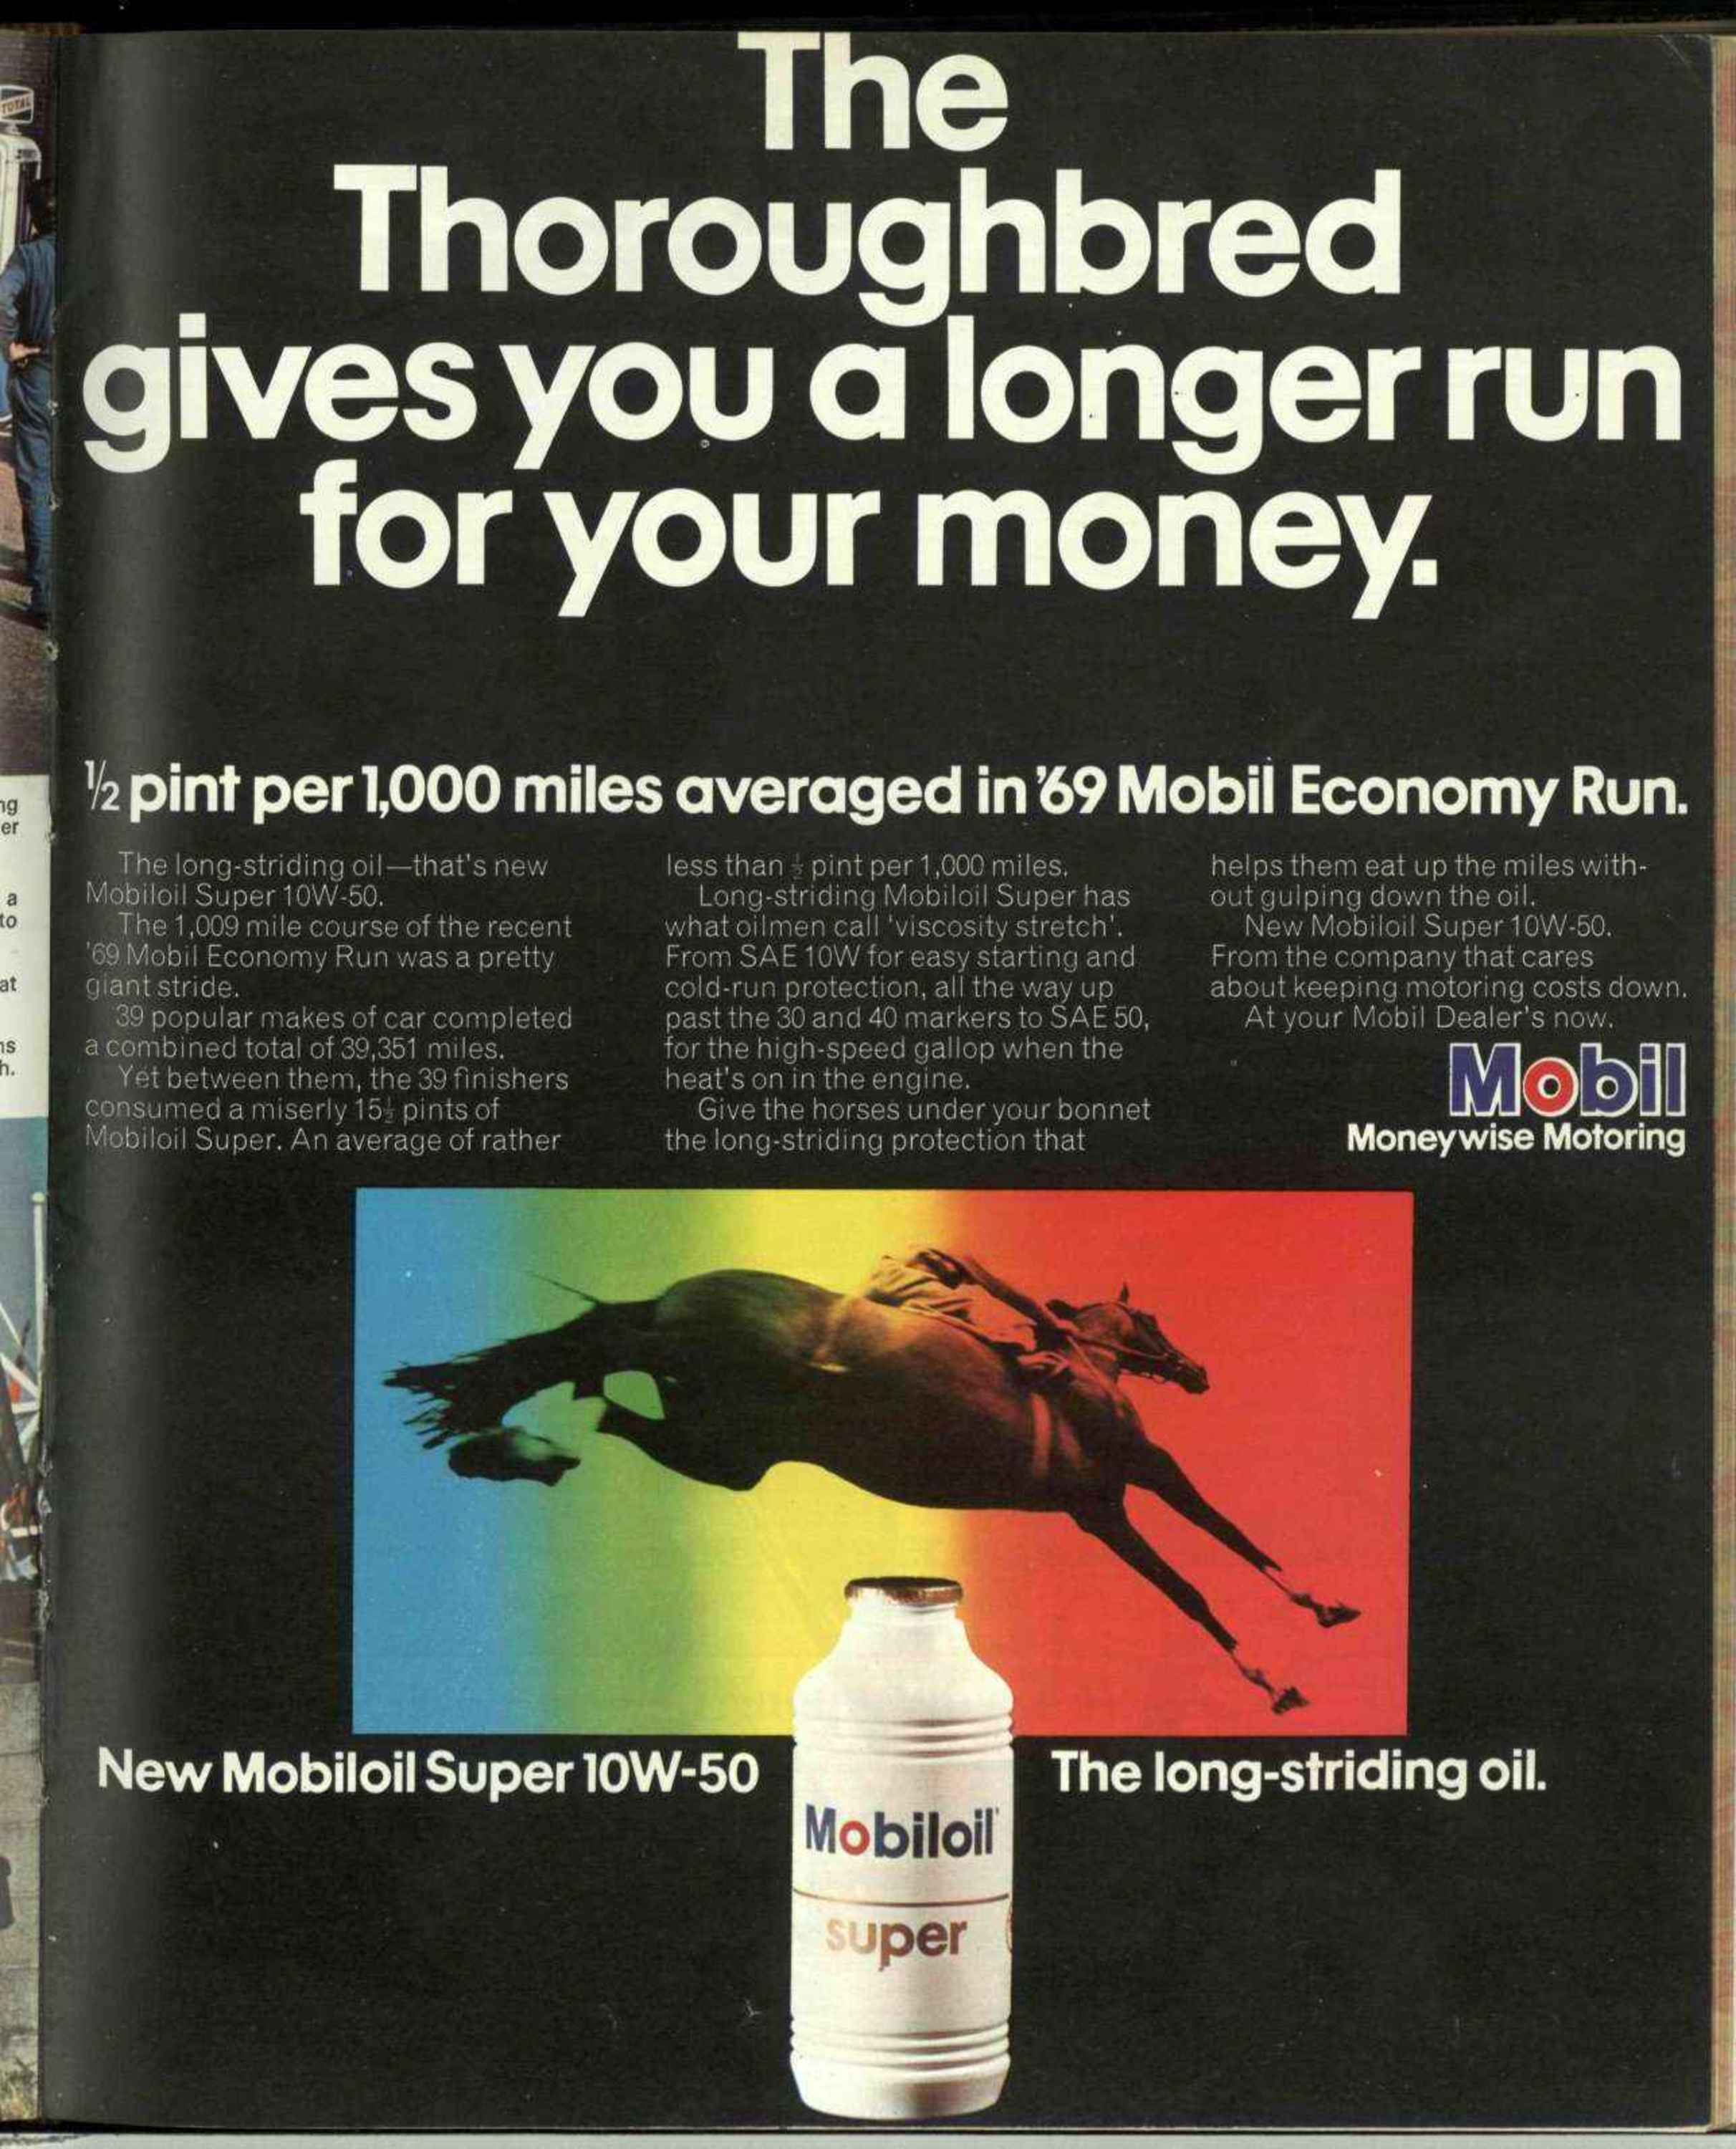 TOTAL
ng
er
a
to
at
ns
h.
The
Thoroughbred
gives you a longer run
for your money.
½ pint per 1,000 miles averaged in '69 Mobil Economy Run.
The long-striding oil—that's new
Mobiloil Super 10W-50.
The 1,009 mile course of the recent
'69 Mobil Economy Run was a pretty
giant stride.
39 popular makes of car completed
a combined total of 39,351 miles.
Yet between them, the 39 finishers
consumed a miserly 15½ pints of
Mobiloil Super. An average of rather
less than ½ pint per 1,000 miles.
Long-striding Mobiloil Super has
what oilmen call 'viscosity stretch'.
From SAE 10W for easy starting and
cold-run protection, all the way up
past the 30 and 40 markers to SAE 50,
for the high-speed gallop when the
heat's on in the engine.
Give the horses under your bonnet
the long-striding protection that
helps them eat up the miles with-
out gulping down the oil.
New Mobiloil Super 10W-50.
From the company that cares
about keeping motoring costs down.
At your Mobil Dealer's now.
Mobil
Moneywise Motoring
New Mobiloil Super 10W-50
The long-striding oil.
Mobiloil
super